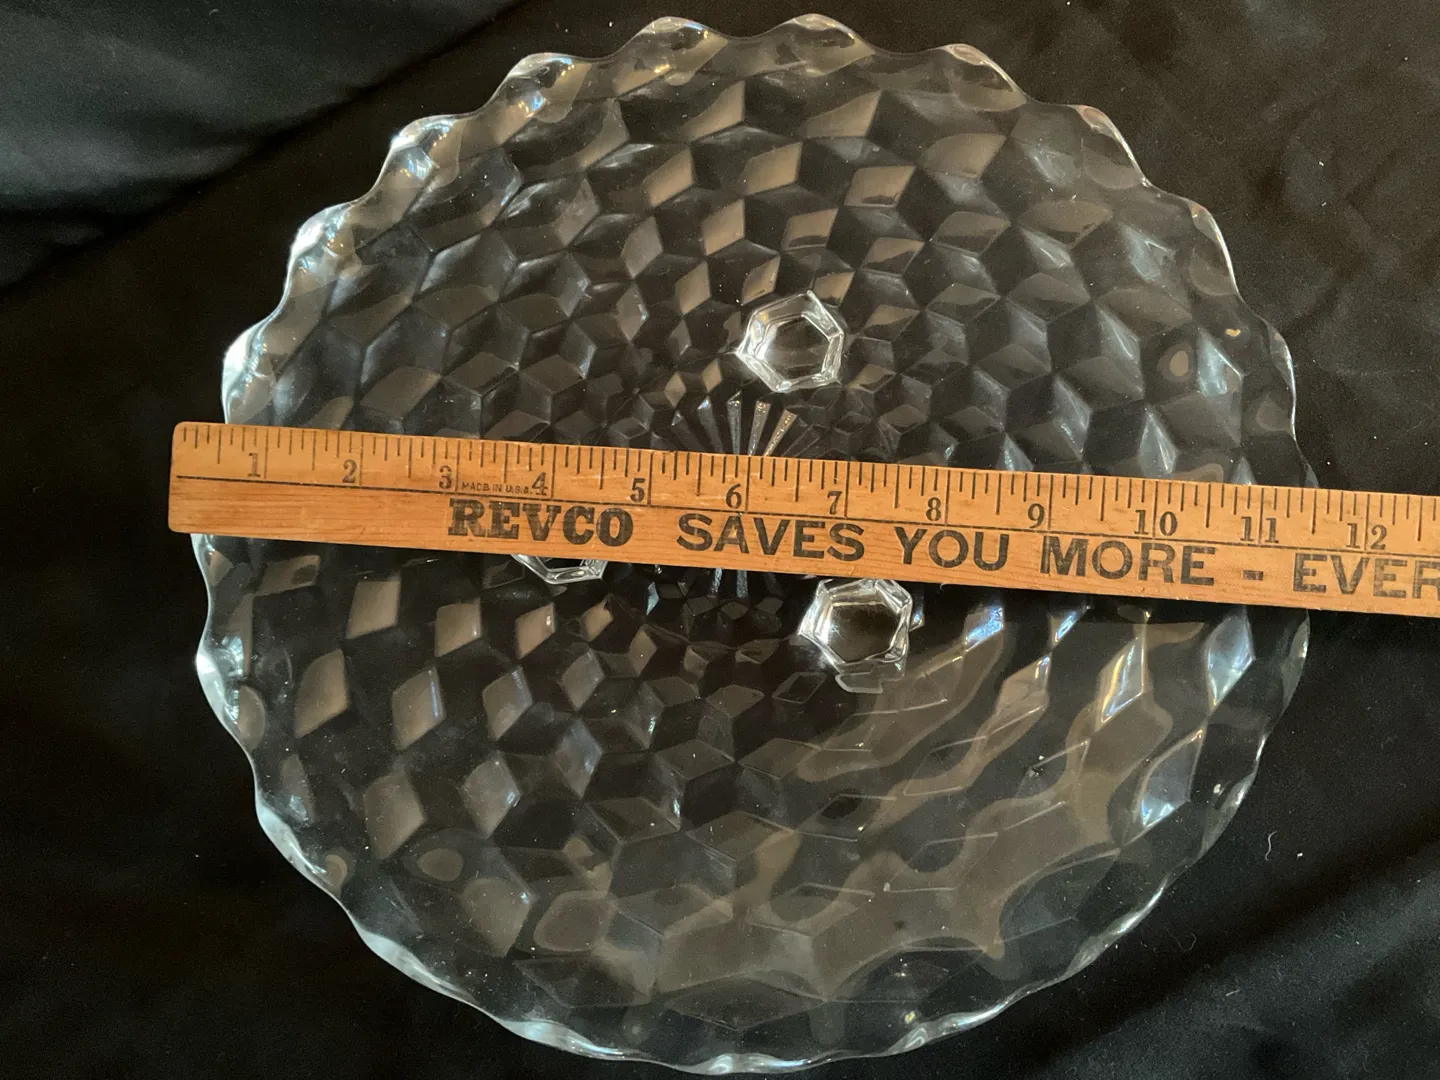 1 2 3 4 5 6 7 8 9 10 11 12
MADE IN U.S.A.
REVCO SAVES YOU MORE - EVER